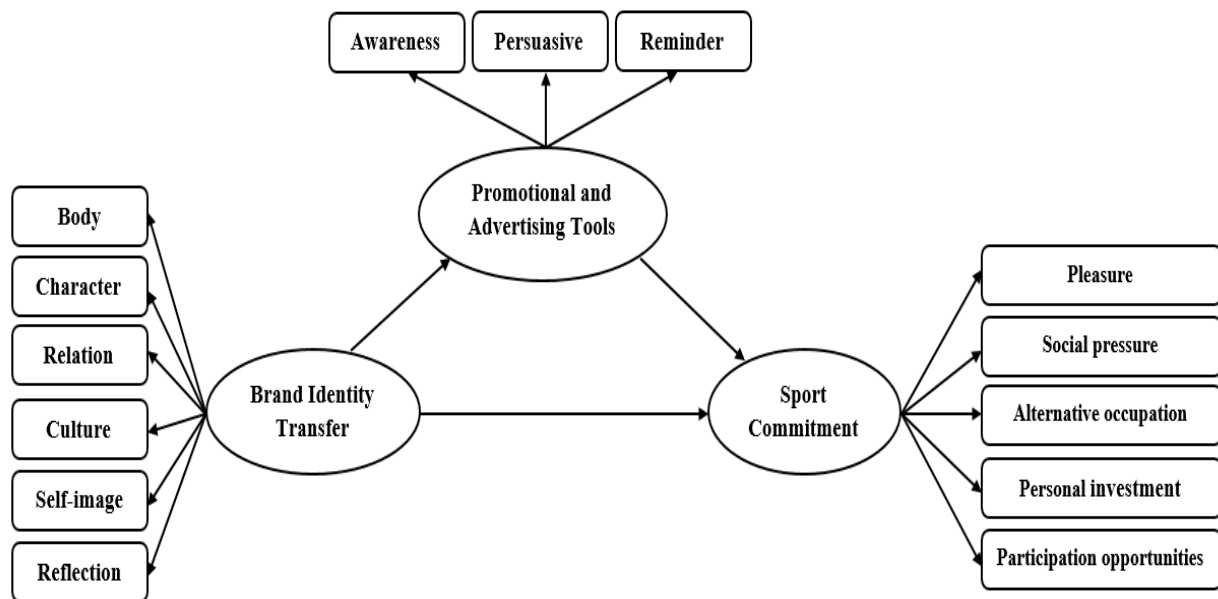 Awareness
Persuasive
Reminder
Promotional and
Advertising Tools
Body
Character
Relation
Culture
Self-image
Reflection
Brand Identity
Transfer
Sport
Commitment
Pleasure
Social pressure
Alternative occupation
Personal investment
Participation opportunities